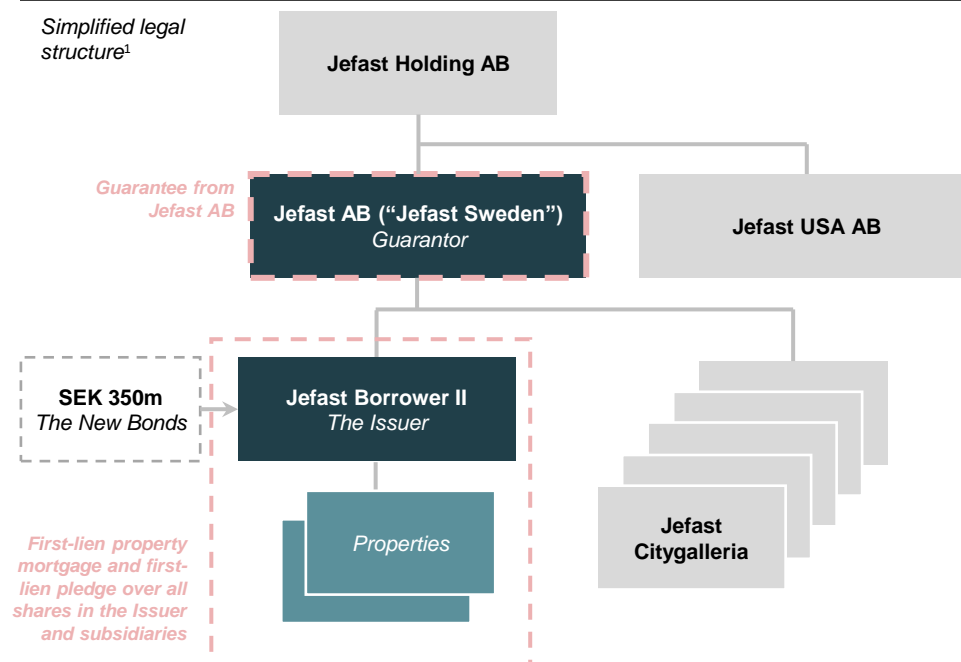 Simplified legal
structure¹
Jefast Holding AB
Guarantee from
Jefast AB
Jefast AB (“Jefast Sweden”)
Guarantor
Jefast USA AB
SEK 350m
The New Bonds
Jefast Borrower II
The Issuer
Properties
Jefast
Citygalleria
First-lien property
mortgage and first-
lien pledge over all
shares in the Issuer
and subsidiaries